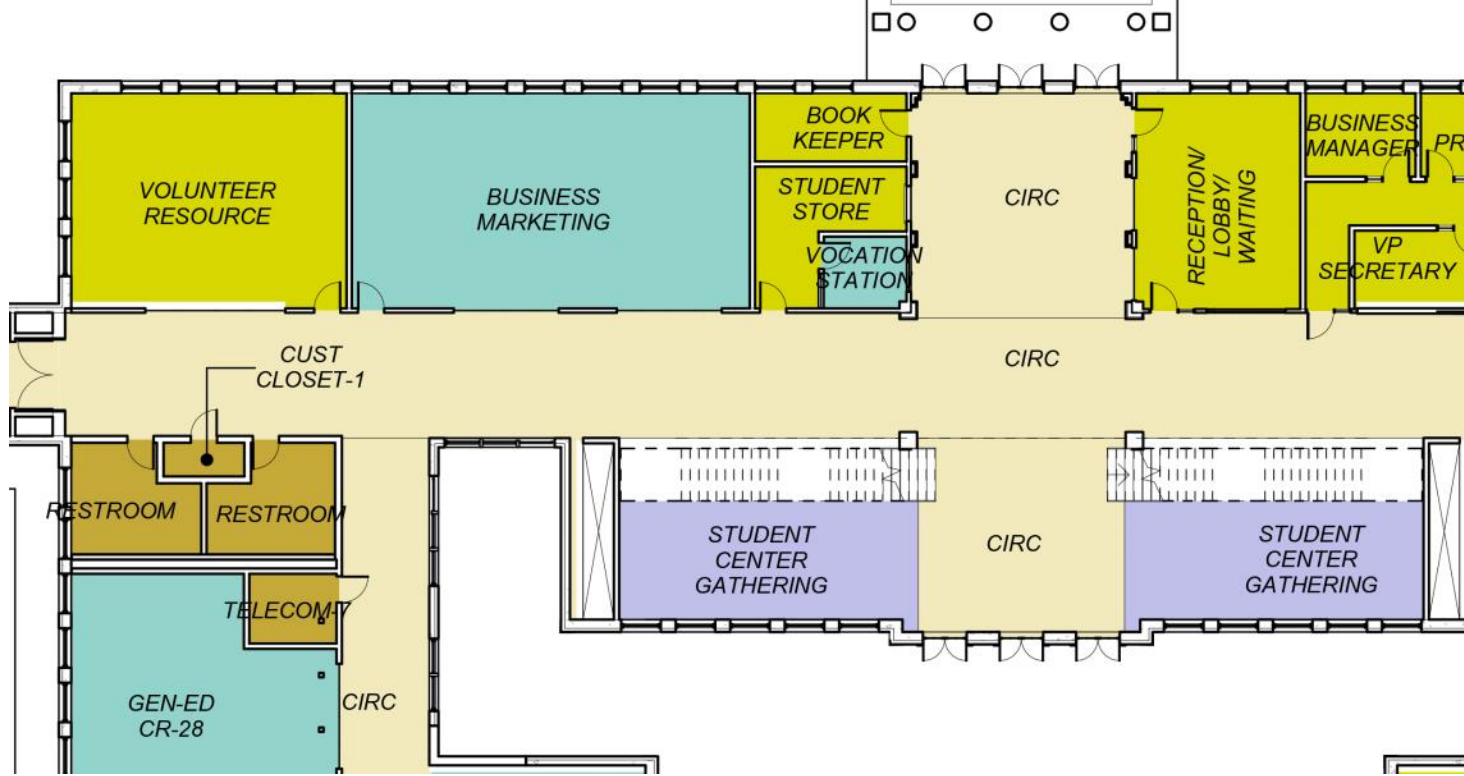 VOLUNTEER
RESOURCE
BUSINESS
MARKETING
BOOK
KEEPER
STUDENT
STORE
VOCATION
STATION
CIRC
RECEPTION/
LOBBY/
WAITING
BUSINESS
MANAGER
PR
VP
SECRETARY
CUST
CLOSET-1
CIRC
RESTROOM
RESTROOM
STUDENT
CENTER
GATHERING
CIRC
STUDENT
CENTER
GATHERING
TELECOM-7
GEN-ED
CR-28
CIRC